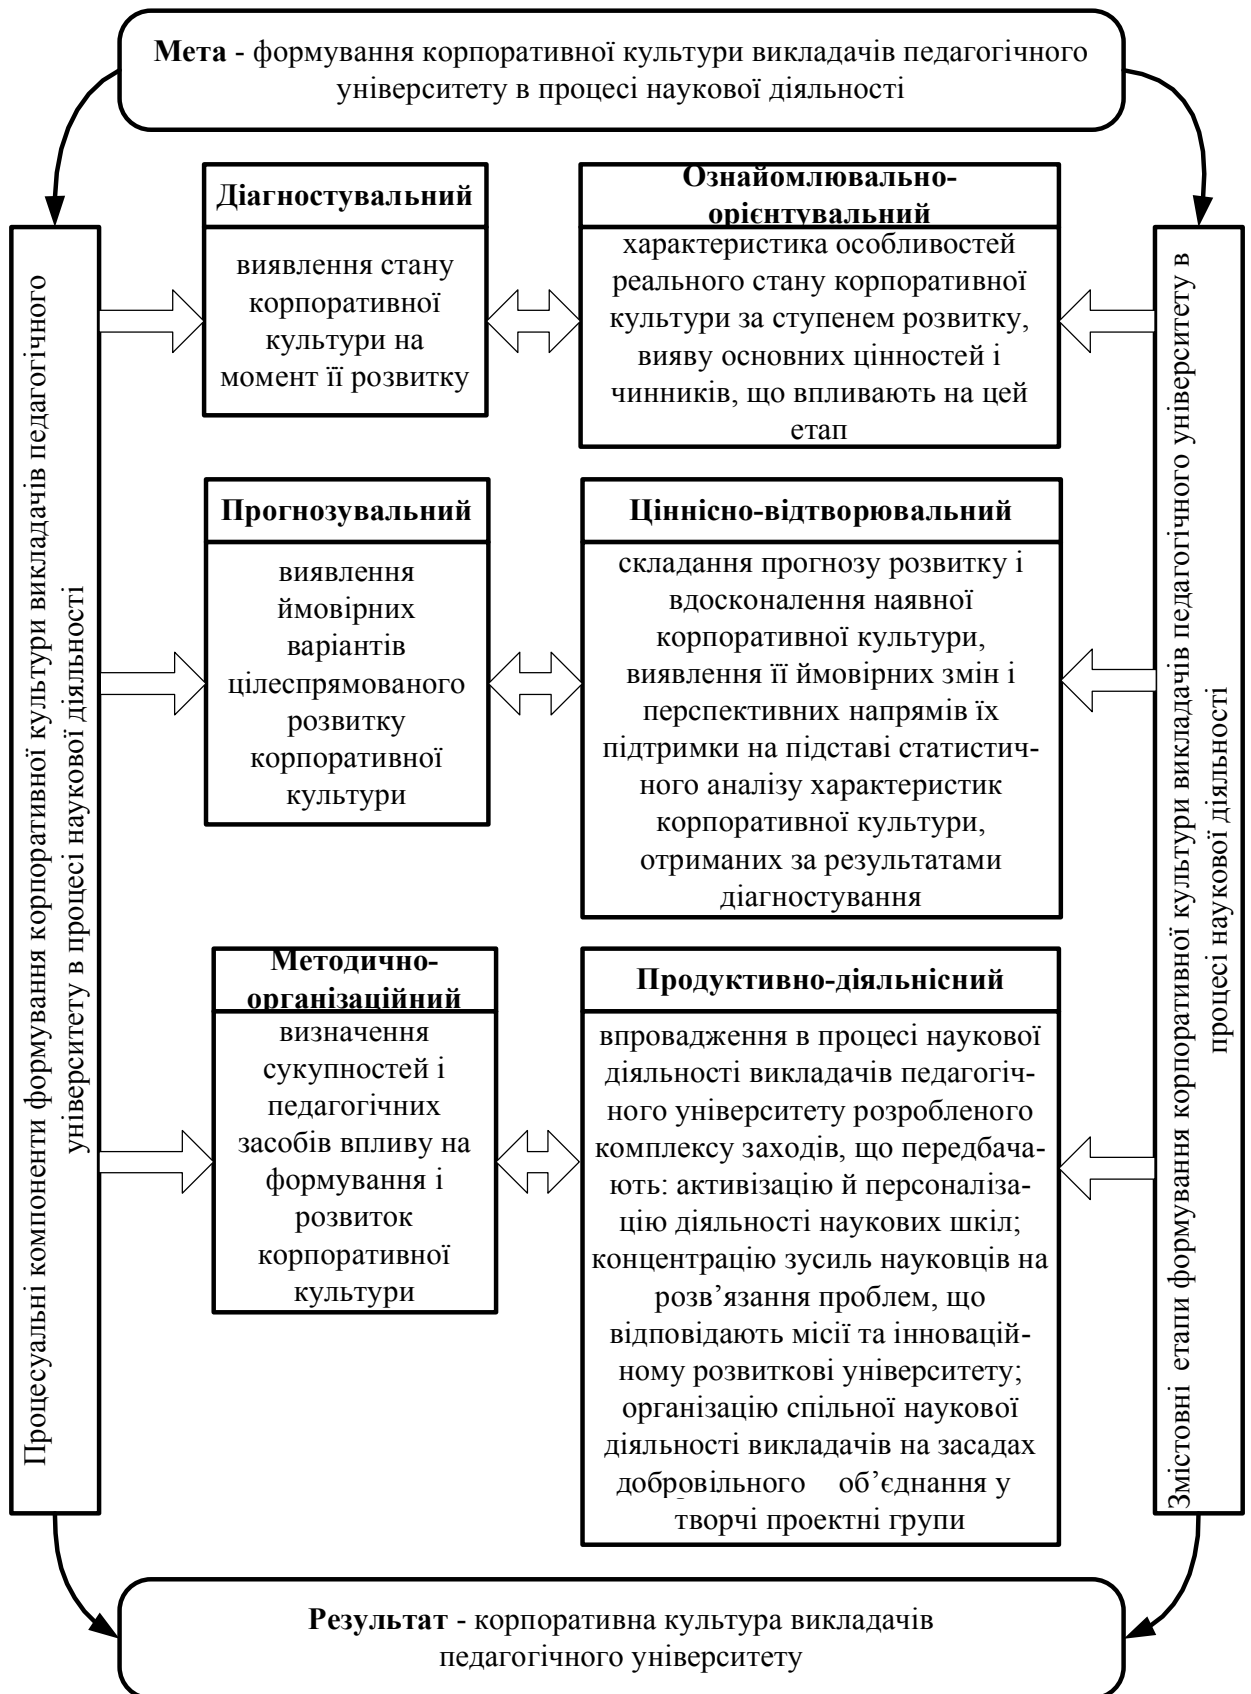 Мета - формування корпоративної культури викладачів педагогічного
університету в процесі наукової діяльності
Процесуальні компоненти формування корпоративної культури викладачів педагогічного
університету в процесі наукової діяльності
Діагностувальний
виявлення стану
корпоративної
культури на
момент її розвитку
Ознайомлювально-
орієнтувальний
характеристика особливостей
реального стану корпоративної
культури за ступенем розвитку,
вияву основних цінностей і
чинників, що впливають на цей
етап
Прогнозувальний
виявлення
ймовірних
варіантів
цілеспрямованого
розвитку
корпоративної
культури
Ціннісно-відтворювальний
складання прогнозу розвитку і
вдосконалення наявної
корпоративної культури,
виявлення її ймовірних змін і
перспективних напрямів їх
підтримки на підставі статистич-
ного аналізу характеристик
корпоративної культури,
отриманих за результатами
діагностування
Методично-
організаційний
визначення
сукупностей і
педагогічних
засобів впливу на
формування і
розвиток
корпоративної
культури
Продуктивно-діяльнісний
впровадження в процесі наукової
діяльності викладачів педагогіч-
ного університету розробленого
комплексу заходів, що передбача-
ють: активізацію й персоналіза-
цію діяльності наукових шкіл;
концентрацію зусиль науковців на
розв’язання проблем, що
відповідають місії та інновацій-
ному розвиткові університету;
організацію спільної наукової
діяльності викладачів на засадах
добровільного об’єднання у
творчі проектні групи
Змістовні етапи формування корпоративної культури викладачів педагогічного університету в
процесі наукової діяльності
Результат - корпоративна культура викладачів
педагогічного університету